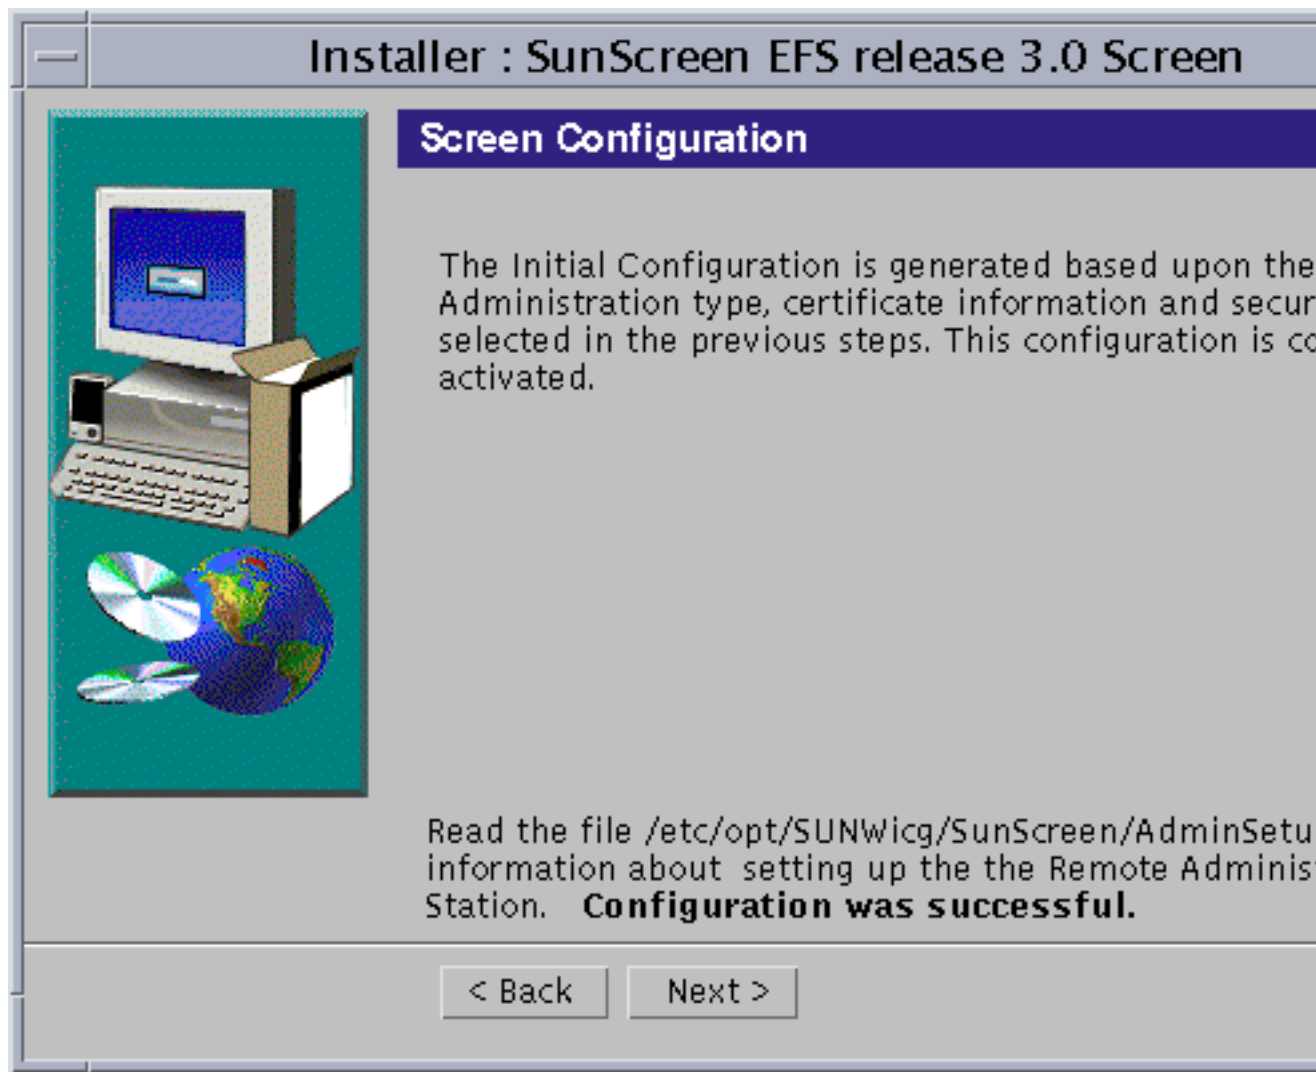 Installer : SunScreen EFS release 3.0 Screen
Screen Configuration
The Initial Configuration is generated based upon the
Administration type, certificate information and secur
selected in the previous steps. This configuration is co
activated.
Read the file /etc/opt/SUNWicg/SunScreen/AdminSetu
information about setting up the the Remote Adminis
Station. Configuration was successful.
< Back
Next >